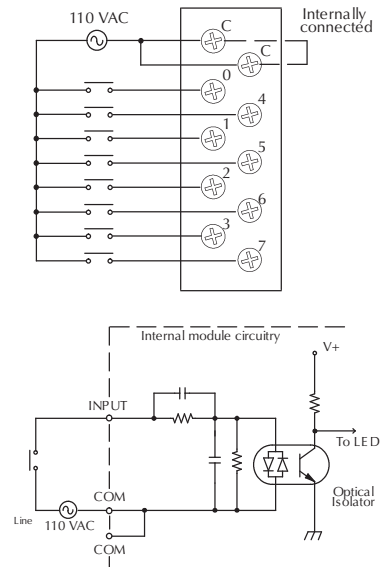 110 VAC
Internally
connected
C
C
0
4
1
5
2
6
3
7
Internal module circuitry
V+
INPUT
To LED
COM
Optical
Isolator
Line
110 VAC
COM